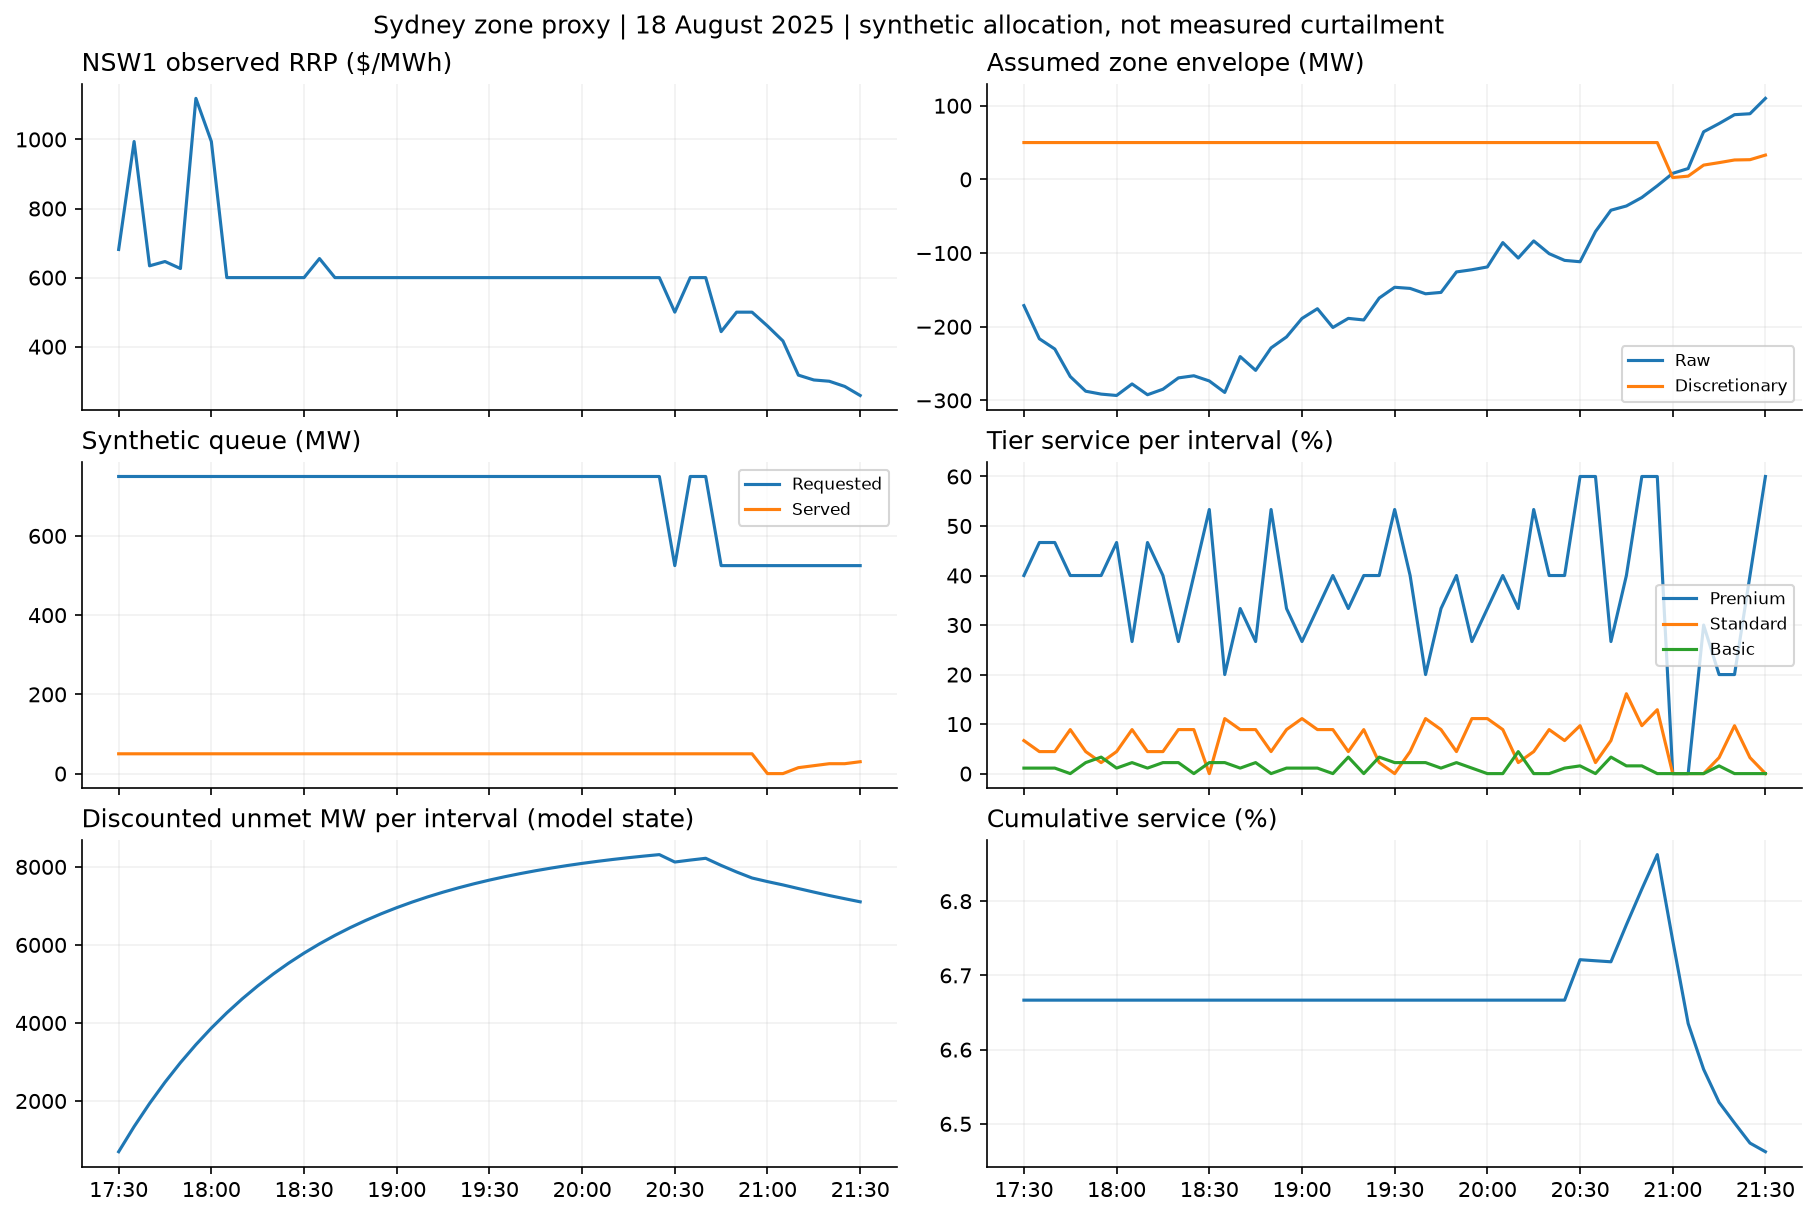 Sydney zone proxy | 18 August 2025 | synthetic allocation, not measured curtailment
NSW1 observed RRP ($/MWh)
1000
800
600
400
Assumed zone envelope (MW)
100
0
−100
−200
−300
Raw
Discretionary
Synthetic queue (MW)
600
400
200
0
Requested
Served
Tier service per interval (%)
60
50
40
30
20
10
0
Premium
Standard
Basic
Discounted unmet MW per interval (model state)
8000
6000
4000
2000
17:30 18:00 18:30 19:00 19:30 20:00 20:30 21:00 21:30
Cumulative service (%)
6.8
6.7
6.6
6.5
17:30 18:00 18:30 19:00 19:30 20:00 20:30 21:00 21:30